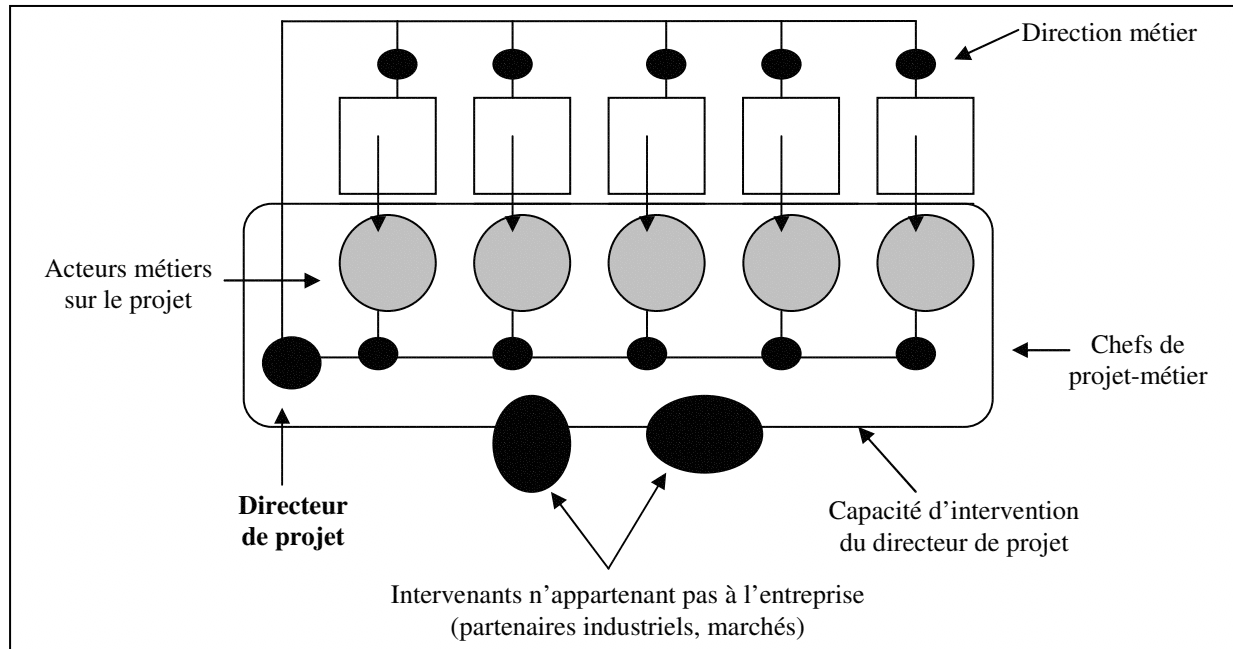 Direction métier
Acteurs métiers
sur le projet
Chefs de
projet-métier
Directeur
de projet
Capacité d’intervention
du directeur de projet
Intervenants n’appartenant pas à l’entreprise
(partenaires industriels, marchés)